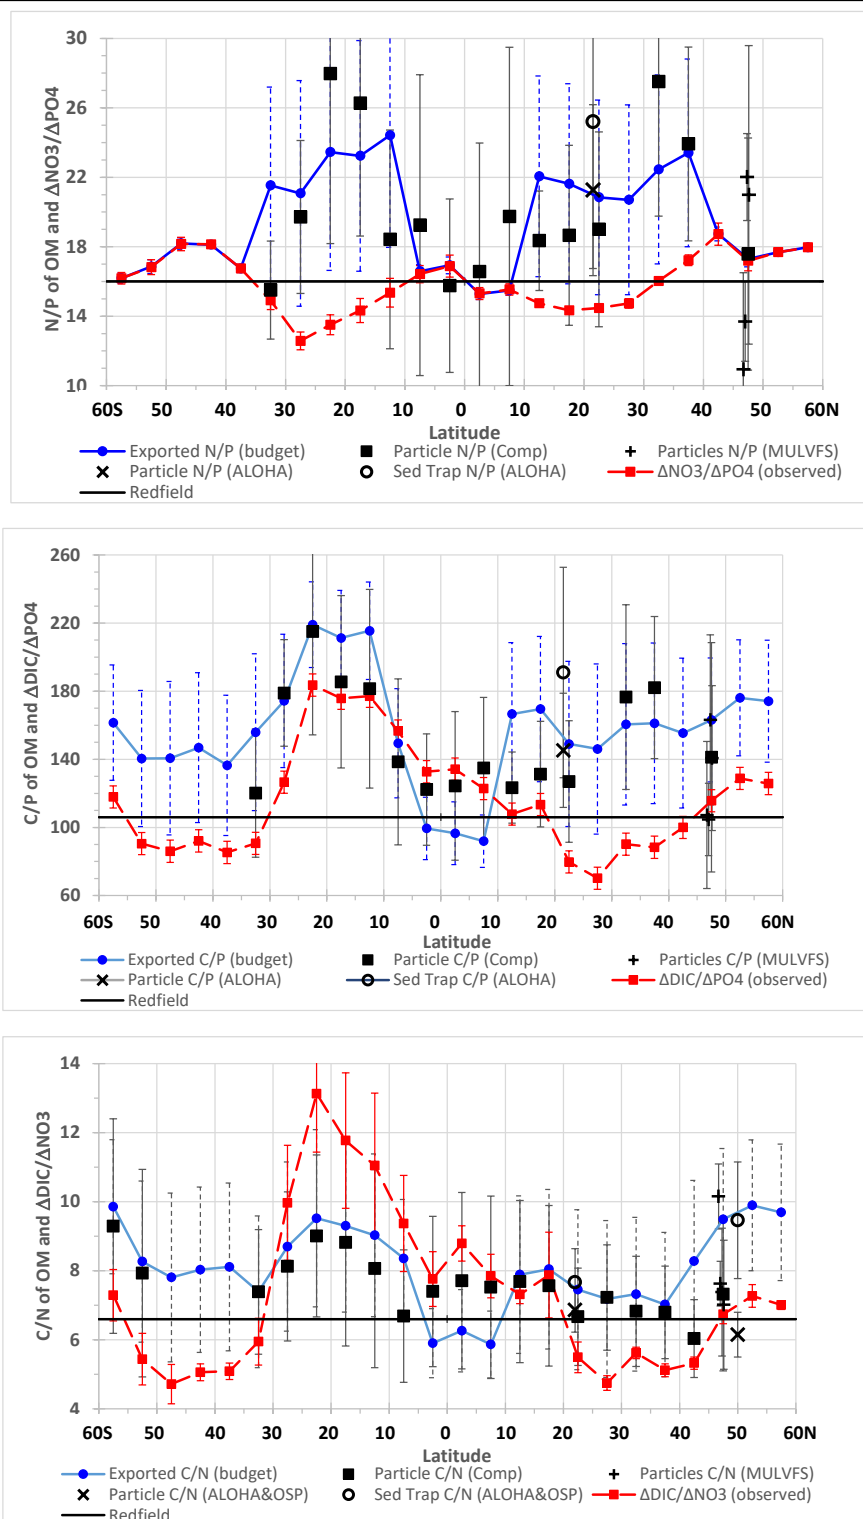 30
26
22
18
14
10
N/P of OM and ΔNO3/ΔPO4
60S 50 40 30 20 10 0 10 20 30 40 50 60N
Latitude
Exported N/P (budget) Particle N/P (Comp) Particles N/P (MULVFS)
Particle N/P (ALOHA) Sed Trap N/P (ALOHA) ΔNO3/ΔPO4 (observed)
Redfield
260
220
180
140
100
60
C/P of OM and ΔDIC/ΔPO4
60S 50 40 30 20 10 0 10 20 30 40 50 60N
Latitude
Exported C/P (budget) Particle C/P (Comp) Particles C/P (MULVFS)
Particle C/P (ALOHA) Sed Trap C/P (ALOHA) ΔDIC/ΔPO4 (observed)
Redfield
14
12
10
8
6
4
C/N of OM and ΔDIC/ΔNO3
60S 50 40 30 20 10 0 10 20 30 40 50 60N
Latitude
Exported C/N (budget) Particle C/N (Comp) Particles C/N (MULVFS)
Particle C/N (ALOHA&OSP) Sed Trap C/N (ALOHA&OSP) ΔDIC/ΔNO3 (observed)
Redfield